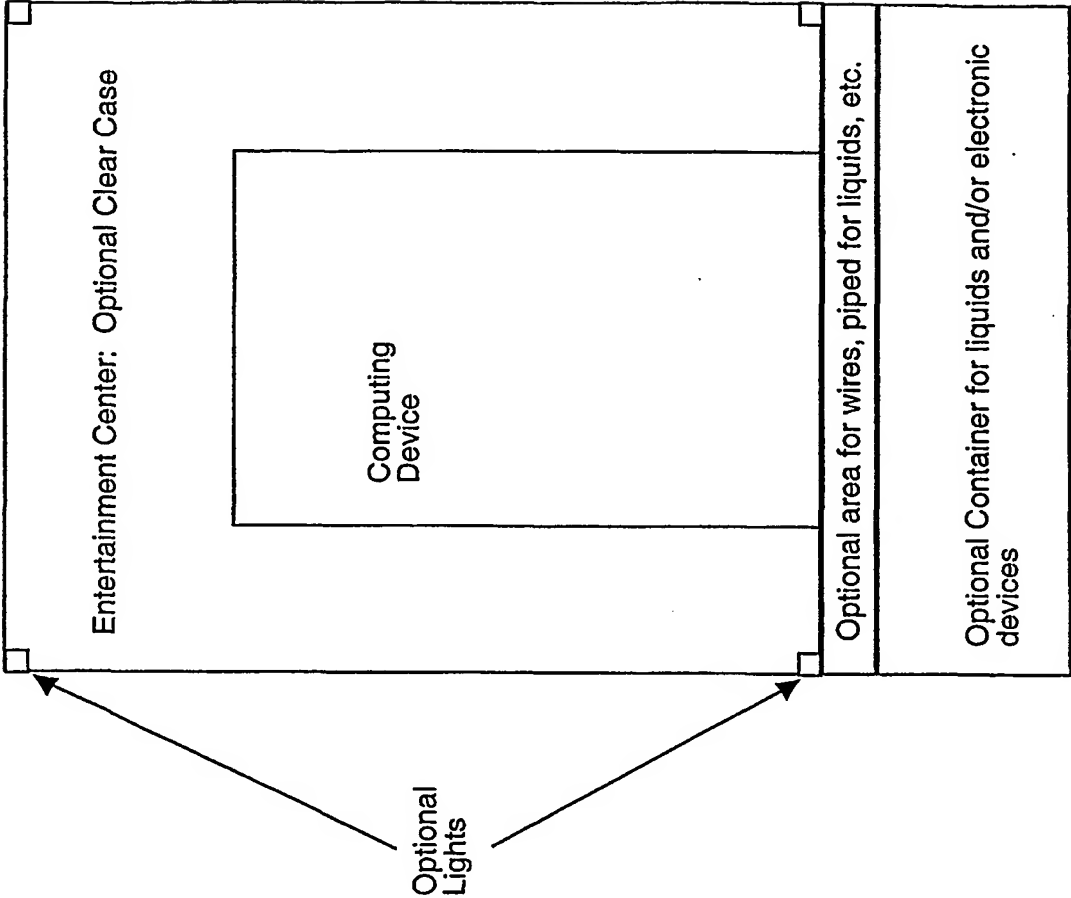 Entertainment Center: Optional Clear Case
Computing
Device
Optional area for wires, piped for liquids, etc.
Optional Container for liquids and/or electronic
devices
Optional
Lights